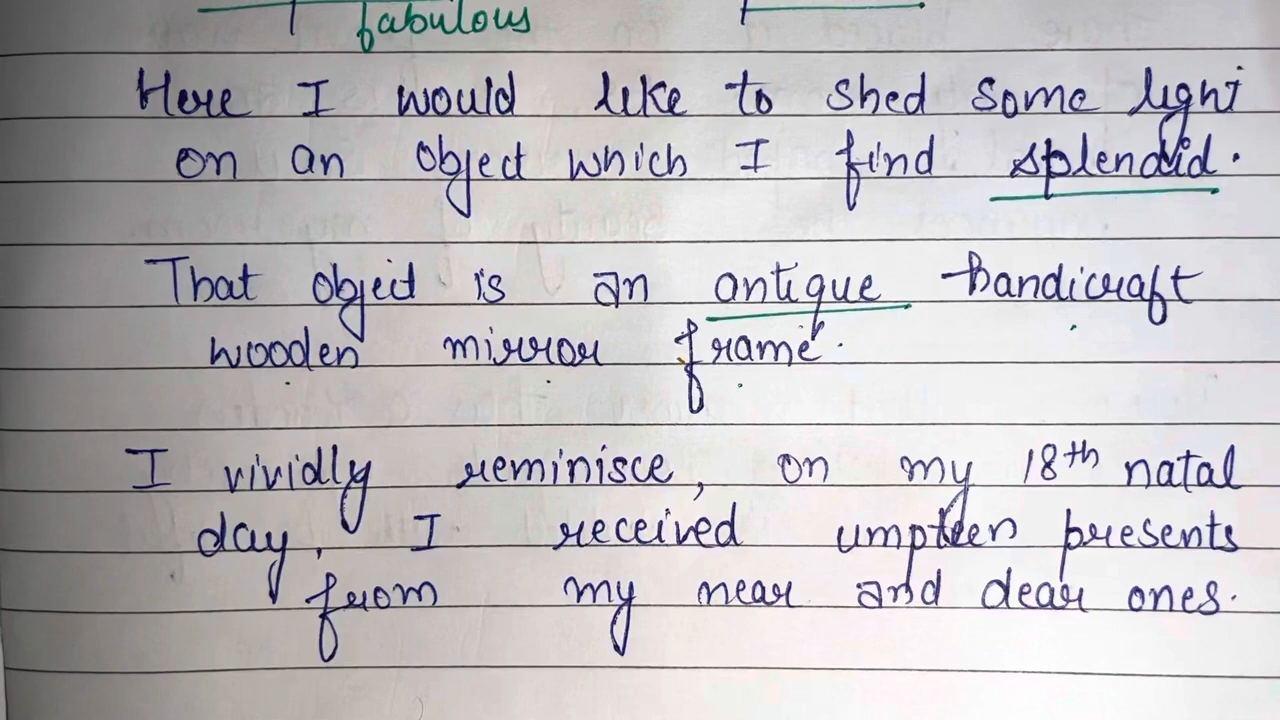 fabulous
Here I would like to shed some light
on an object which I find splendid.
That object is an antique handicraft
wooden mirror frame.
I vividly reminisce, on my 18th natal
day, I received umpteen presents
from my near and dear ones.